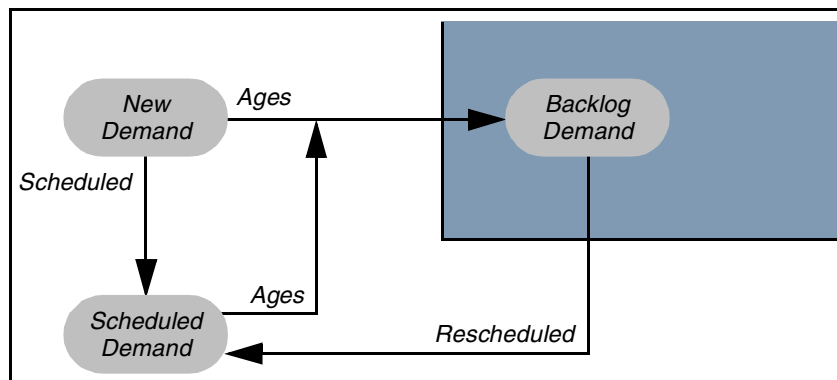 New
Demand
Ages
Backlog
Demand
Scheduled
Ages
Scheduled
Demand
Rescheduled